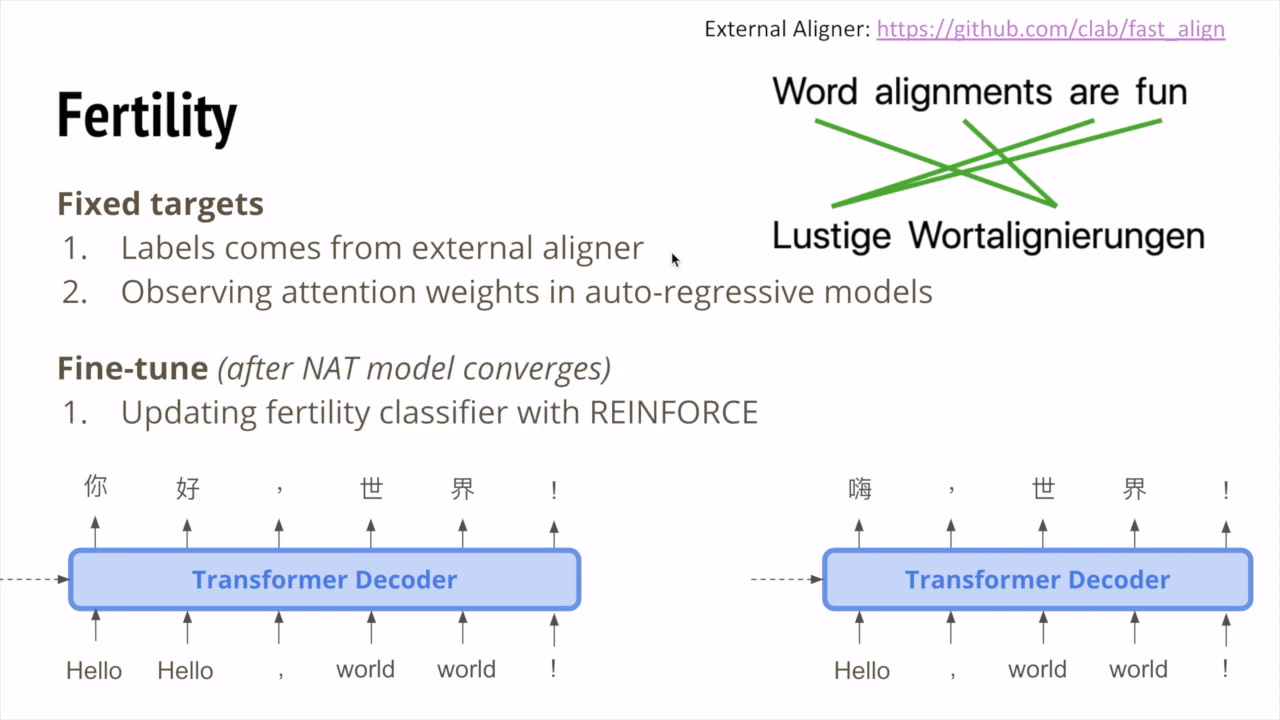 External Aligner: https://github.com/clab/fast_align
Fertility
Word alignments are fun
Lustige Wortalignierungen
Fixed targets
1. Labels comes from external aligner
2. Observing attention weights in auto-regressive models
Fine-tune (after NAT model converges)
1. Updating fertility classifier with REINFORCE
你 好 , 世 界 !
Transformer Decoder
Hello Hello , world world !
嗨 , 世 界 !
Transformer Decoder
Hello , world world !